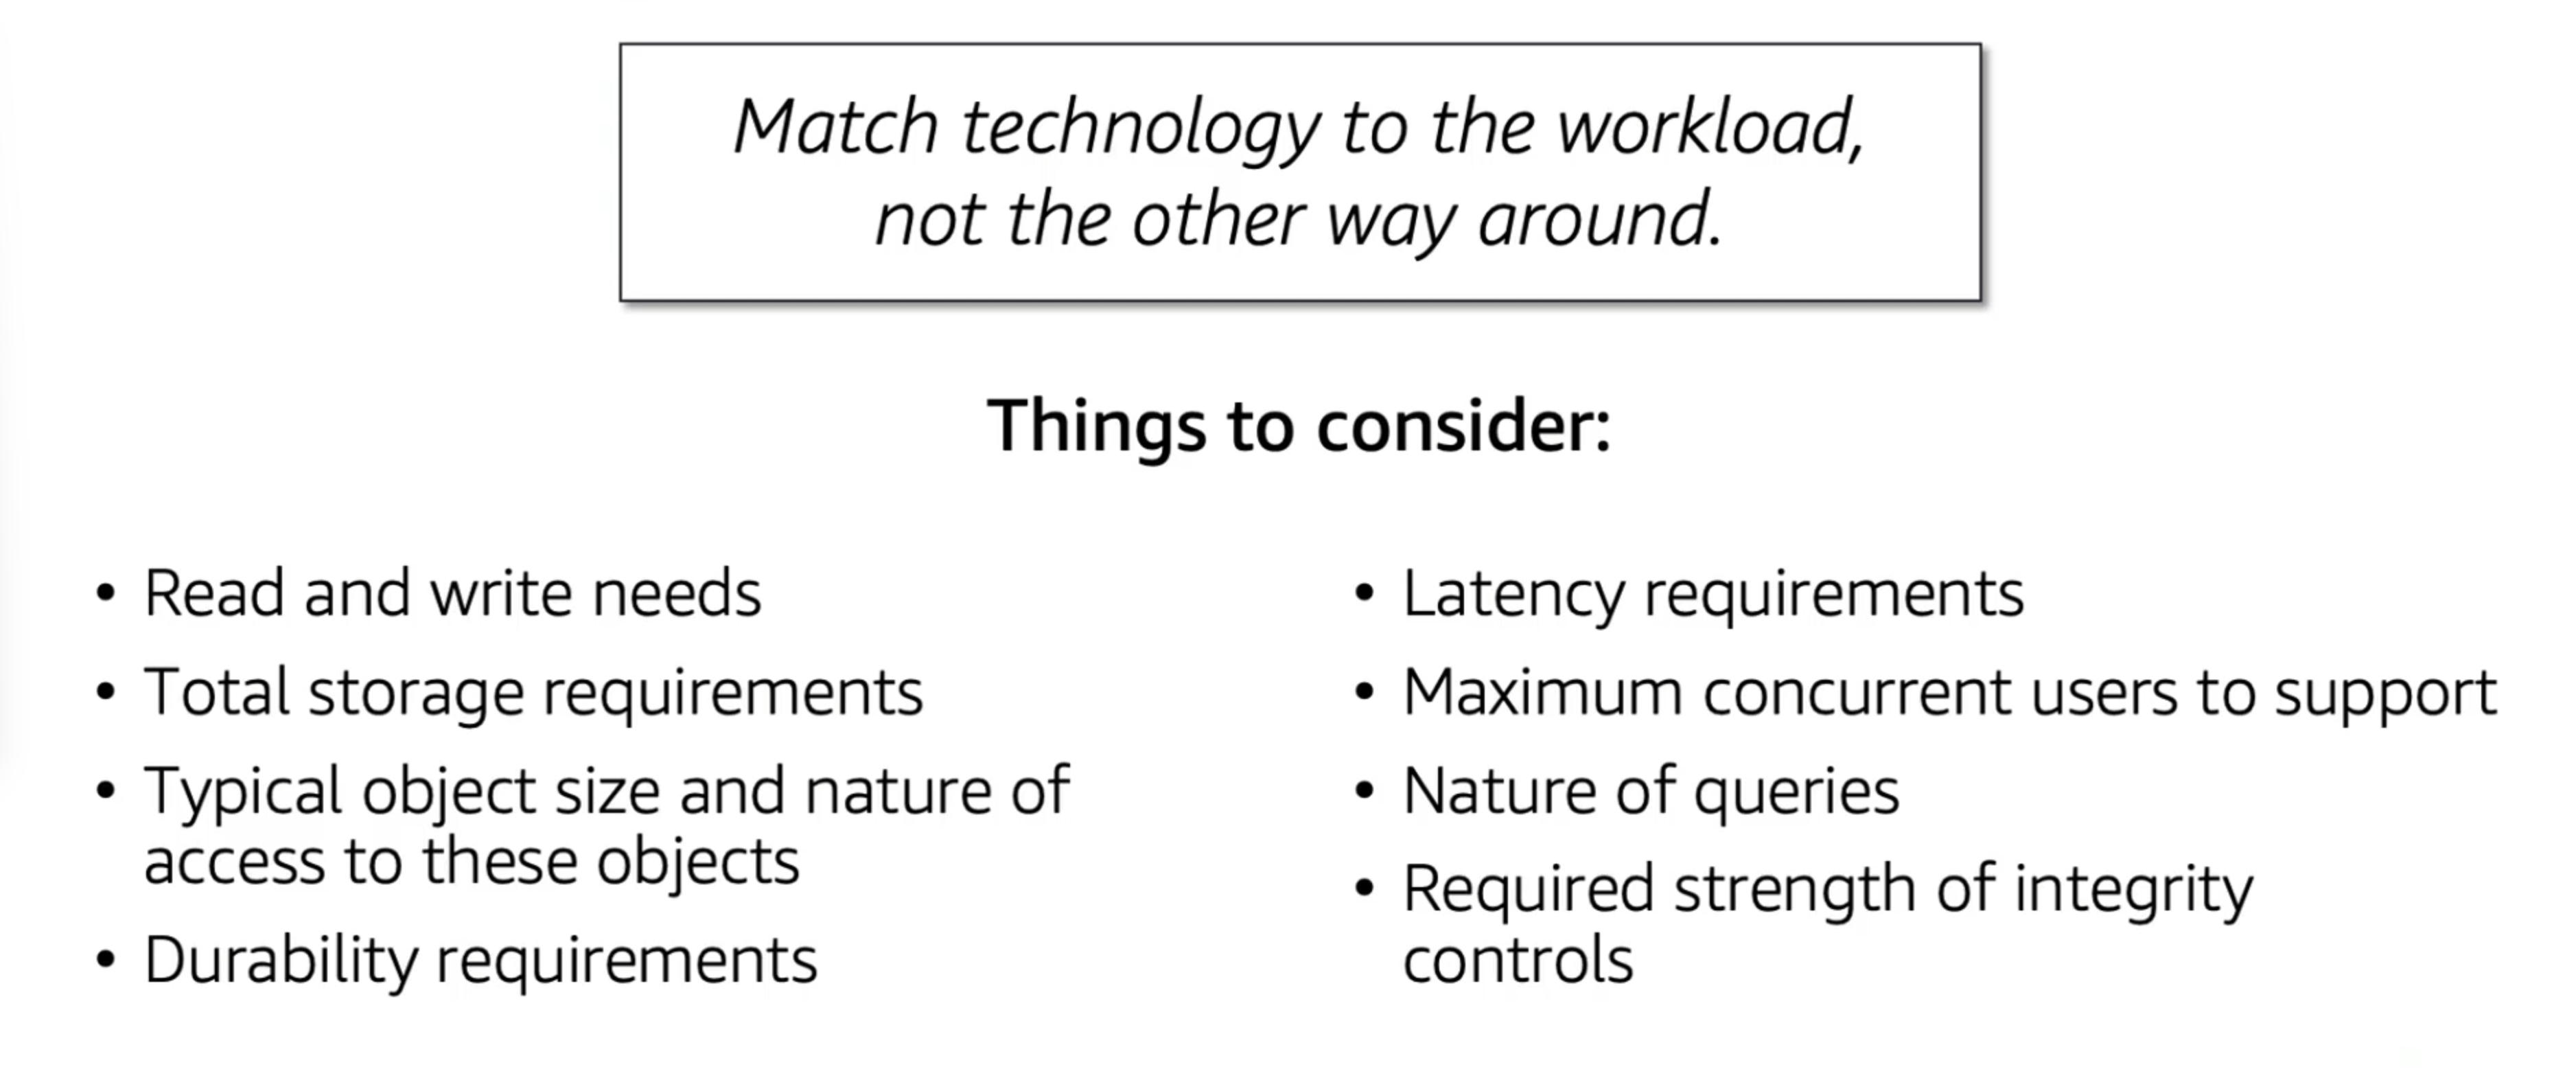 Match technology to the workload,
not the other way around.
Things to consider:
• Read and write needs
• Total storage requirements
• Typical object size and nature of
access to these objects
• Durability requirements
• Latency requirements
• Maximum concurrent users to support
• Nature of queries
• Required strength of integrity
controls